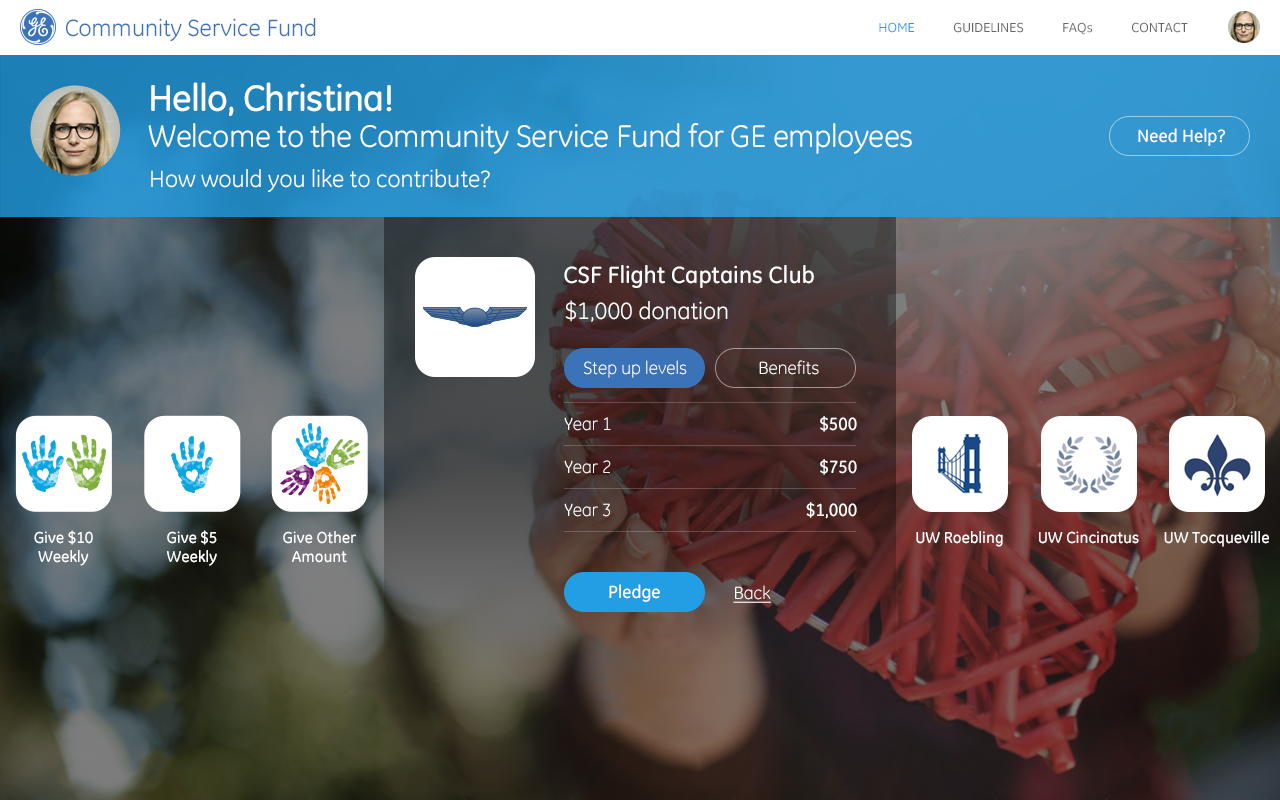 GE Community Service Fund
HOME GUIDELINES FAQs CONTACT
Hello, Christina!
Welcome to the Community Service Fund for GE employees
How would you like to contribute?
Need Help?
Give $10
Weekly
Give $5
Weekly
Give Other
Amount
CSF Flight Captains Club
$1,000 donation
Step up levels Benefits
Year 1 $500
Year 2 $750
Year 3 $1,000
Pledge Back
UW Roebling
UW Cincinatus
UW Tocqueville